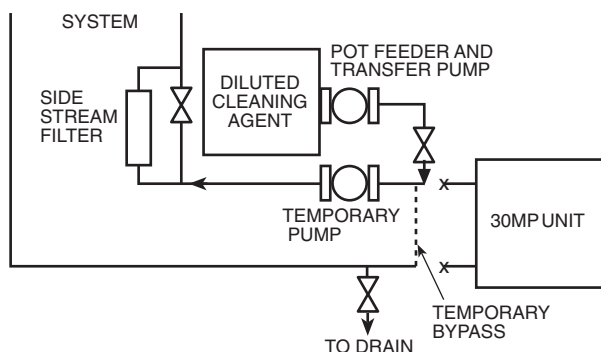 SYSTEM
POT FEEDER AND
TRANSFER PUMP
DILUTED
CLEANING
AGENT
SIDE
STREAM
FILTER
TEMPORARY
PUMP
x
x
30MP UNIT
TEMPORARY
BYPASS
TO DRAIN